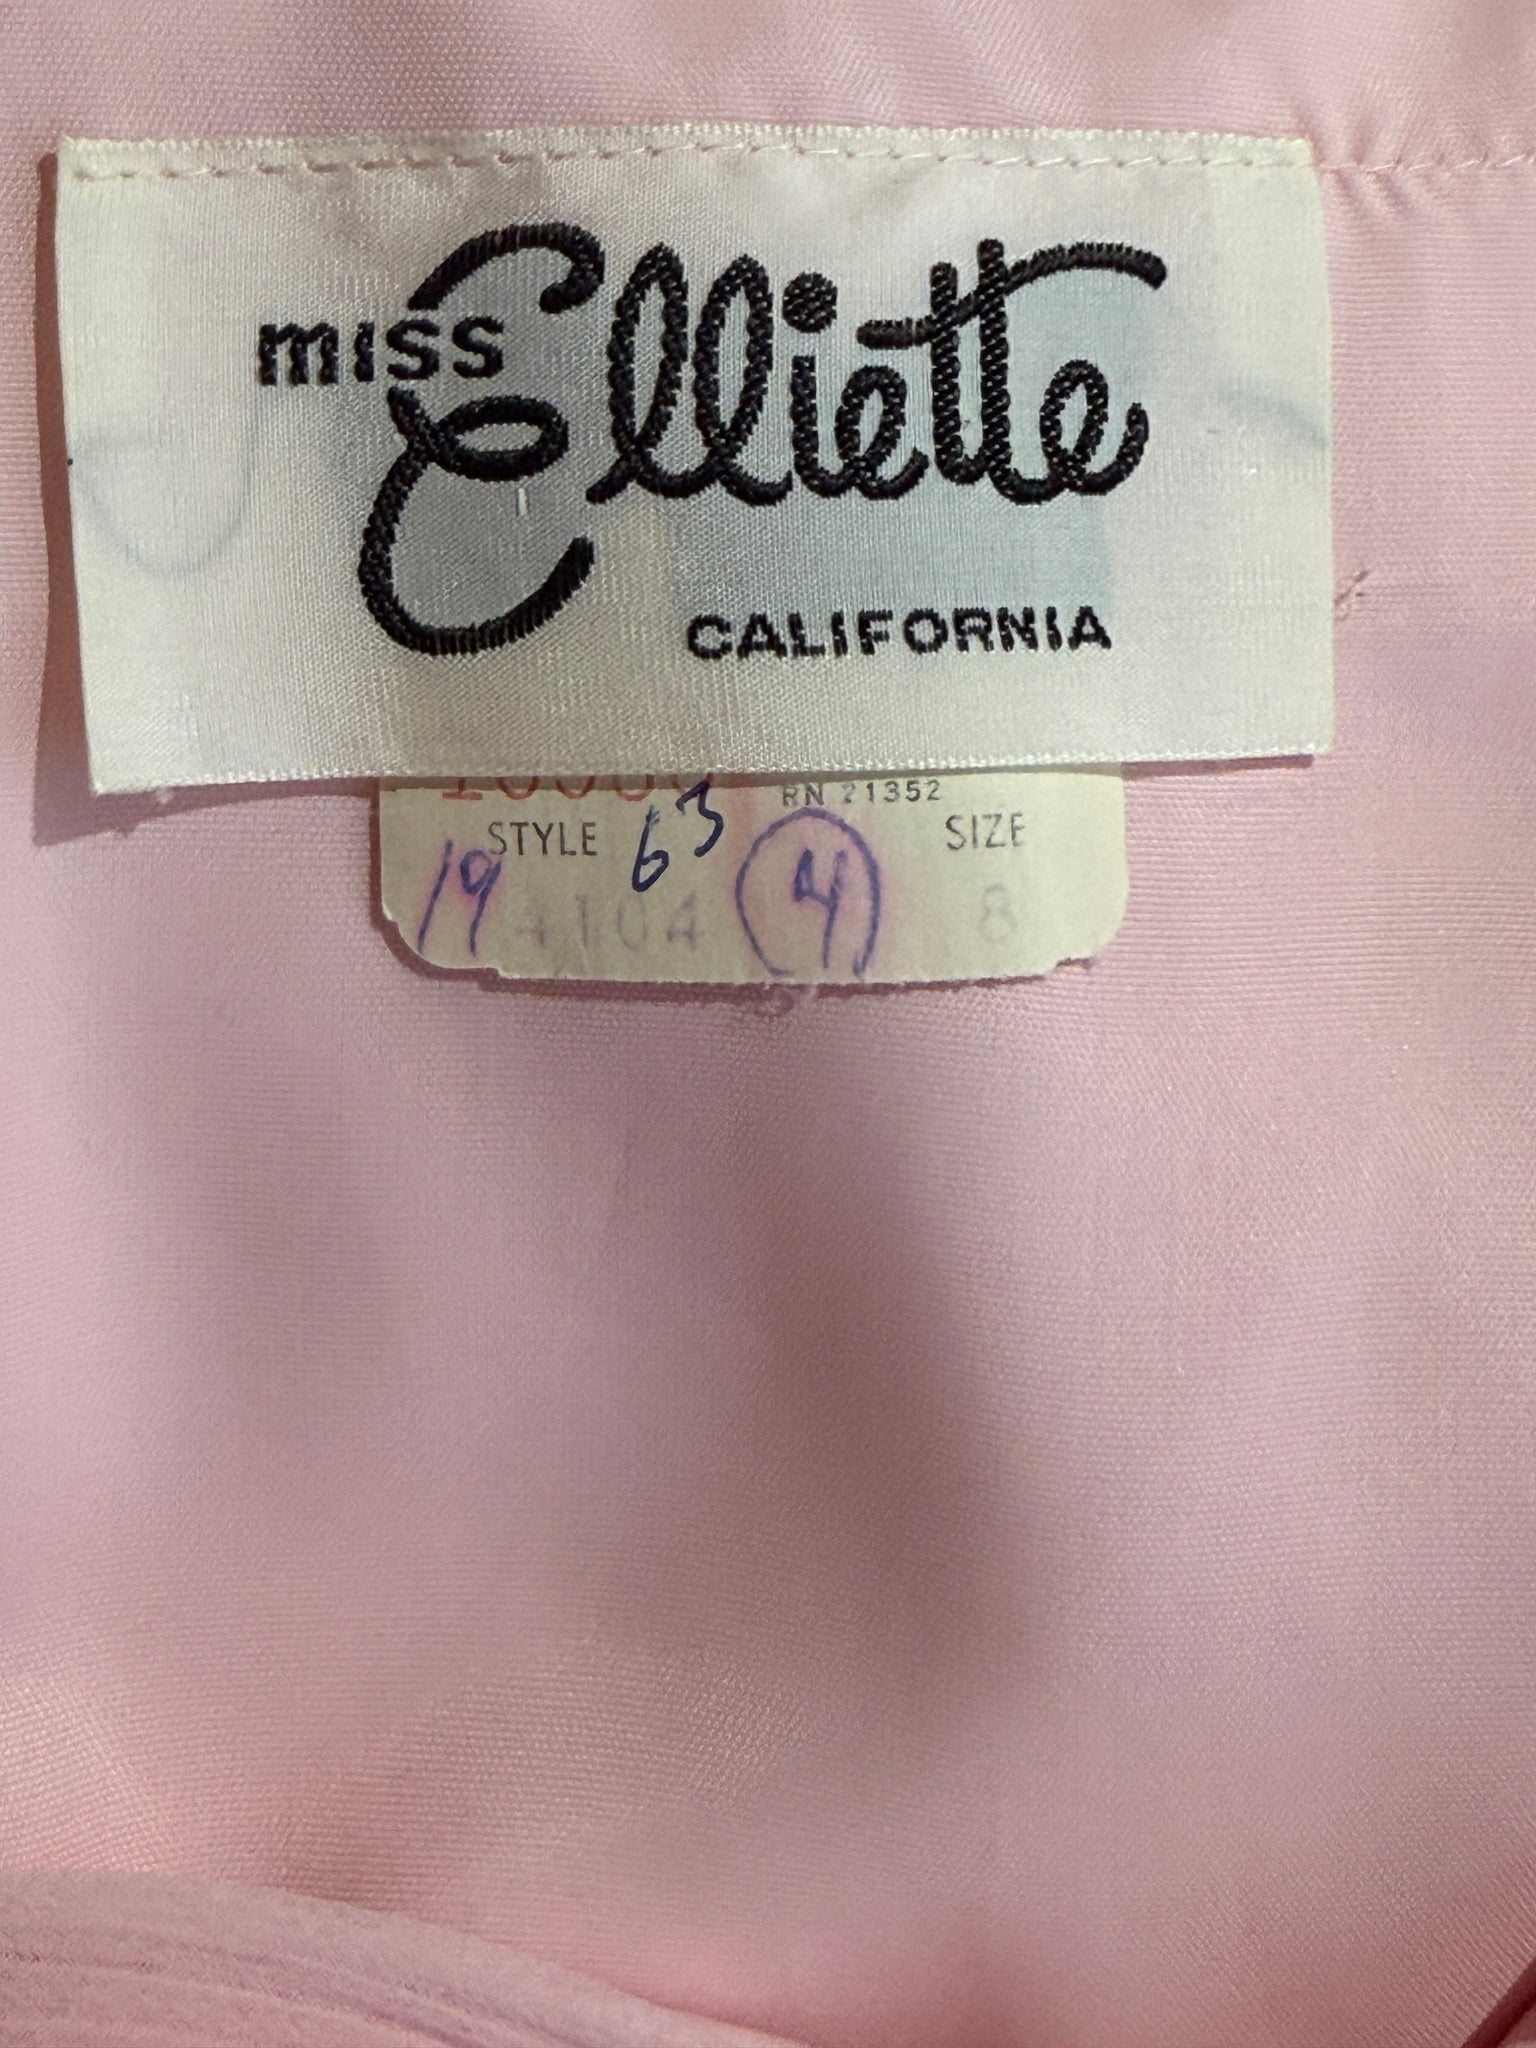 miss Elliette
CALIFORNIA
RN 21352
STYLE 63 SIZE
19 4104 4 8